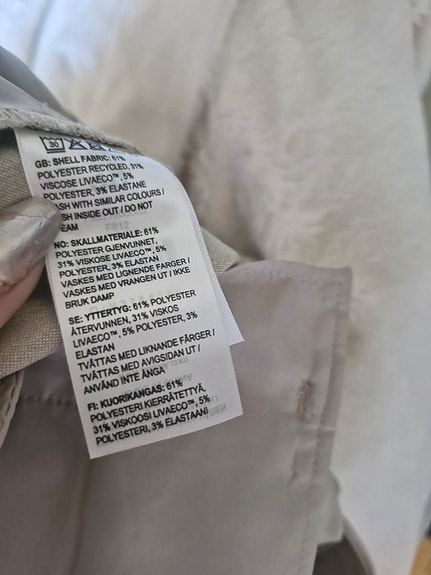 30
GB: SHELL FABRIC: 61%
POLYESTER RECYCLED, 31%
VISCOSE LIVAECO™, 5%
POLYESTER, 3% ELASTANE
WITH SIMILAR COLOURS /
INSIDE OUT / DO NOT
NO: SKALLMATERIALE: 61%
POLYESTER GJENVUNNET,
31% VISKOSE LIVAECO™, 5%
POLYESTER, 3% ELASTAN
VASKES MED LIGNENDE FARGER /
VASKES MED VRANGEN UT / IKKE
BRUK DAMP
SE: YTTERTYG: 61% POLYESTER
ÅTERVUNNEN, 31% VISKOS
LIVAECO™, 5% POLYESTER, 3%
ELASTAN
TVÄTTAS MED LIKNANDE FÄRGER /
TVÄTTAS MED AVIGSIDAN UT /
ANVÄND INTE ÅNGA
FI: KUORIKANGAS: 61%
POLYESTERI KIERRÄTETTYÄ,
31% VISKOOSI LIVAECO™, 5%
POLYESTERI, 3% ELASTAANI